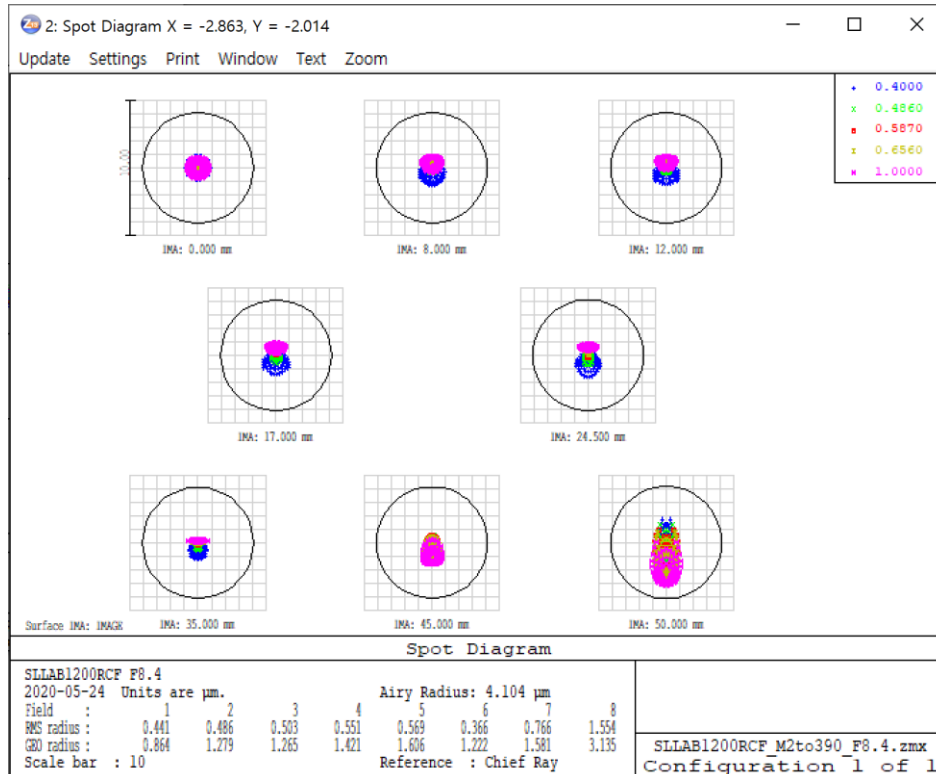 2: Spot Diagram X = -2.863, Y = -2.014
Update Settings Print Window Text Zoom
+ 0.4000
x 0.4860
0.5870
0.6560
1.0000
10.00
IMA: 0.000 mm
IMA: 8.000 mm
IMA: 12.000 mm
IMA: 17.000 mm
IMA: 24.500 mm
Surface IMA: IMAGE
IMA: 35.000 mm
IMA: 45.000 mm
IMA: 50.000 mm
Spot Diagram
SLLAB1200RCF F8.4
2020-05-24 Units are µm. Airy Radius: 4.104 µm
Field : 1 2 3 4 5 6 7 8
RMS radius : 0.441 0.486 0.503 0.551 0.569 0.366 0.766 1.554
GEO radius : 0.864 1.279 1.265 1.421 1.606 1.222 1.581 3.135
Scale bar : 10 Reference : Chief Ray
SLLAB1200RCF_M2to390_F8.4.zmx
Configuration 1 of 1